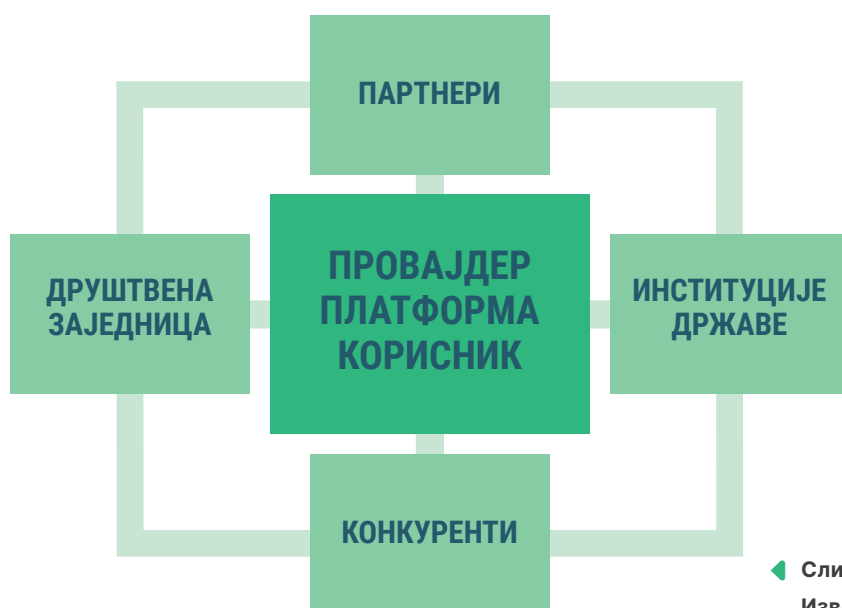 ПАРТНЕРИ
ДРУШТВЕНА
ЗАЈЕДНИЦА
ПРОВАЈДЕР
ПЛАТФОРМА
КОРИСНИК
ИНСТИТУЦИЈЕ
ДРЖАВЕ
КОНКУРЕНТИ